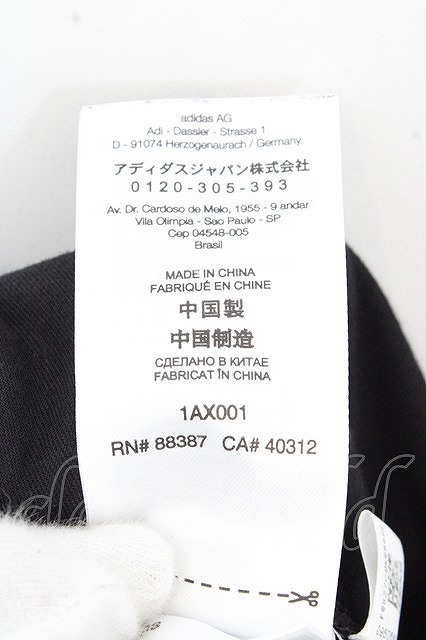 adidas AG
Adi - Dassler - Strasse 1
D - 91074 Herzogenaurach / Germany
アディダスジャパン株式会社
0120-305-393
Av. Dr. Cardoso de Melo, 1955 - 9 andar
Vila Olimpia - Sao Paulo - SP
Cep 04548-005
Brasil
MADE IN CHINA
FABRIQUÉ EN CHINE
中国製
中国制造
СДЕЛАНО В КИТАЕ
FABRICAT ÎN CHINA
1AX001
RN# 88387 CA# 40312